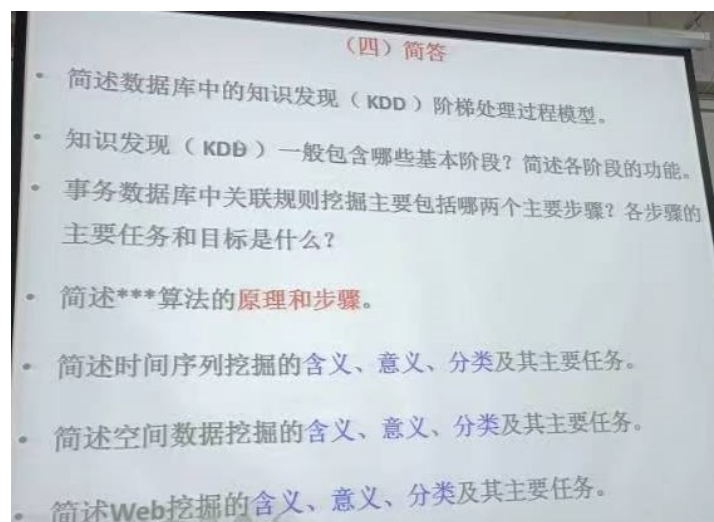 （四）简答
• 简述数据库中的知识发现（KDD）阶梯处理过程模型。
• 知识发现（KDD）一般包含哪些基本阶段？简述各阶段的功能。
• 事务数据库中关联规则挖掘主要包括哪两个主要步骤？各步骤的
主要任务和目标是什么？
• 简述***算法的原理和步骤。
• 简述时间序列挖掘的含义、意义、分类及其主要任务。
• 简述空间数据挖掘的含义、意义、分类及其主要任务。
• 简述Web挖掘的含义、意义、分类及其主要任务。